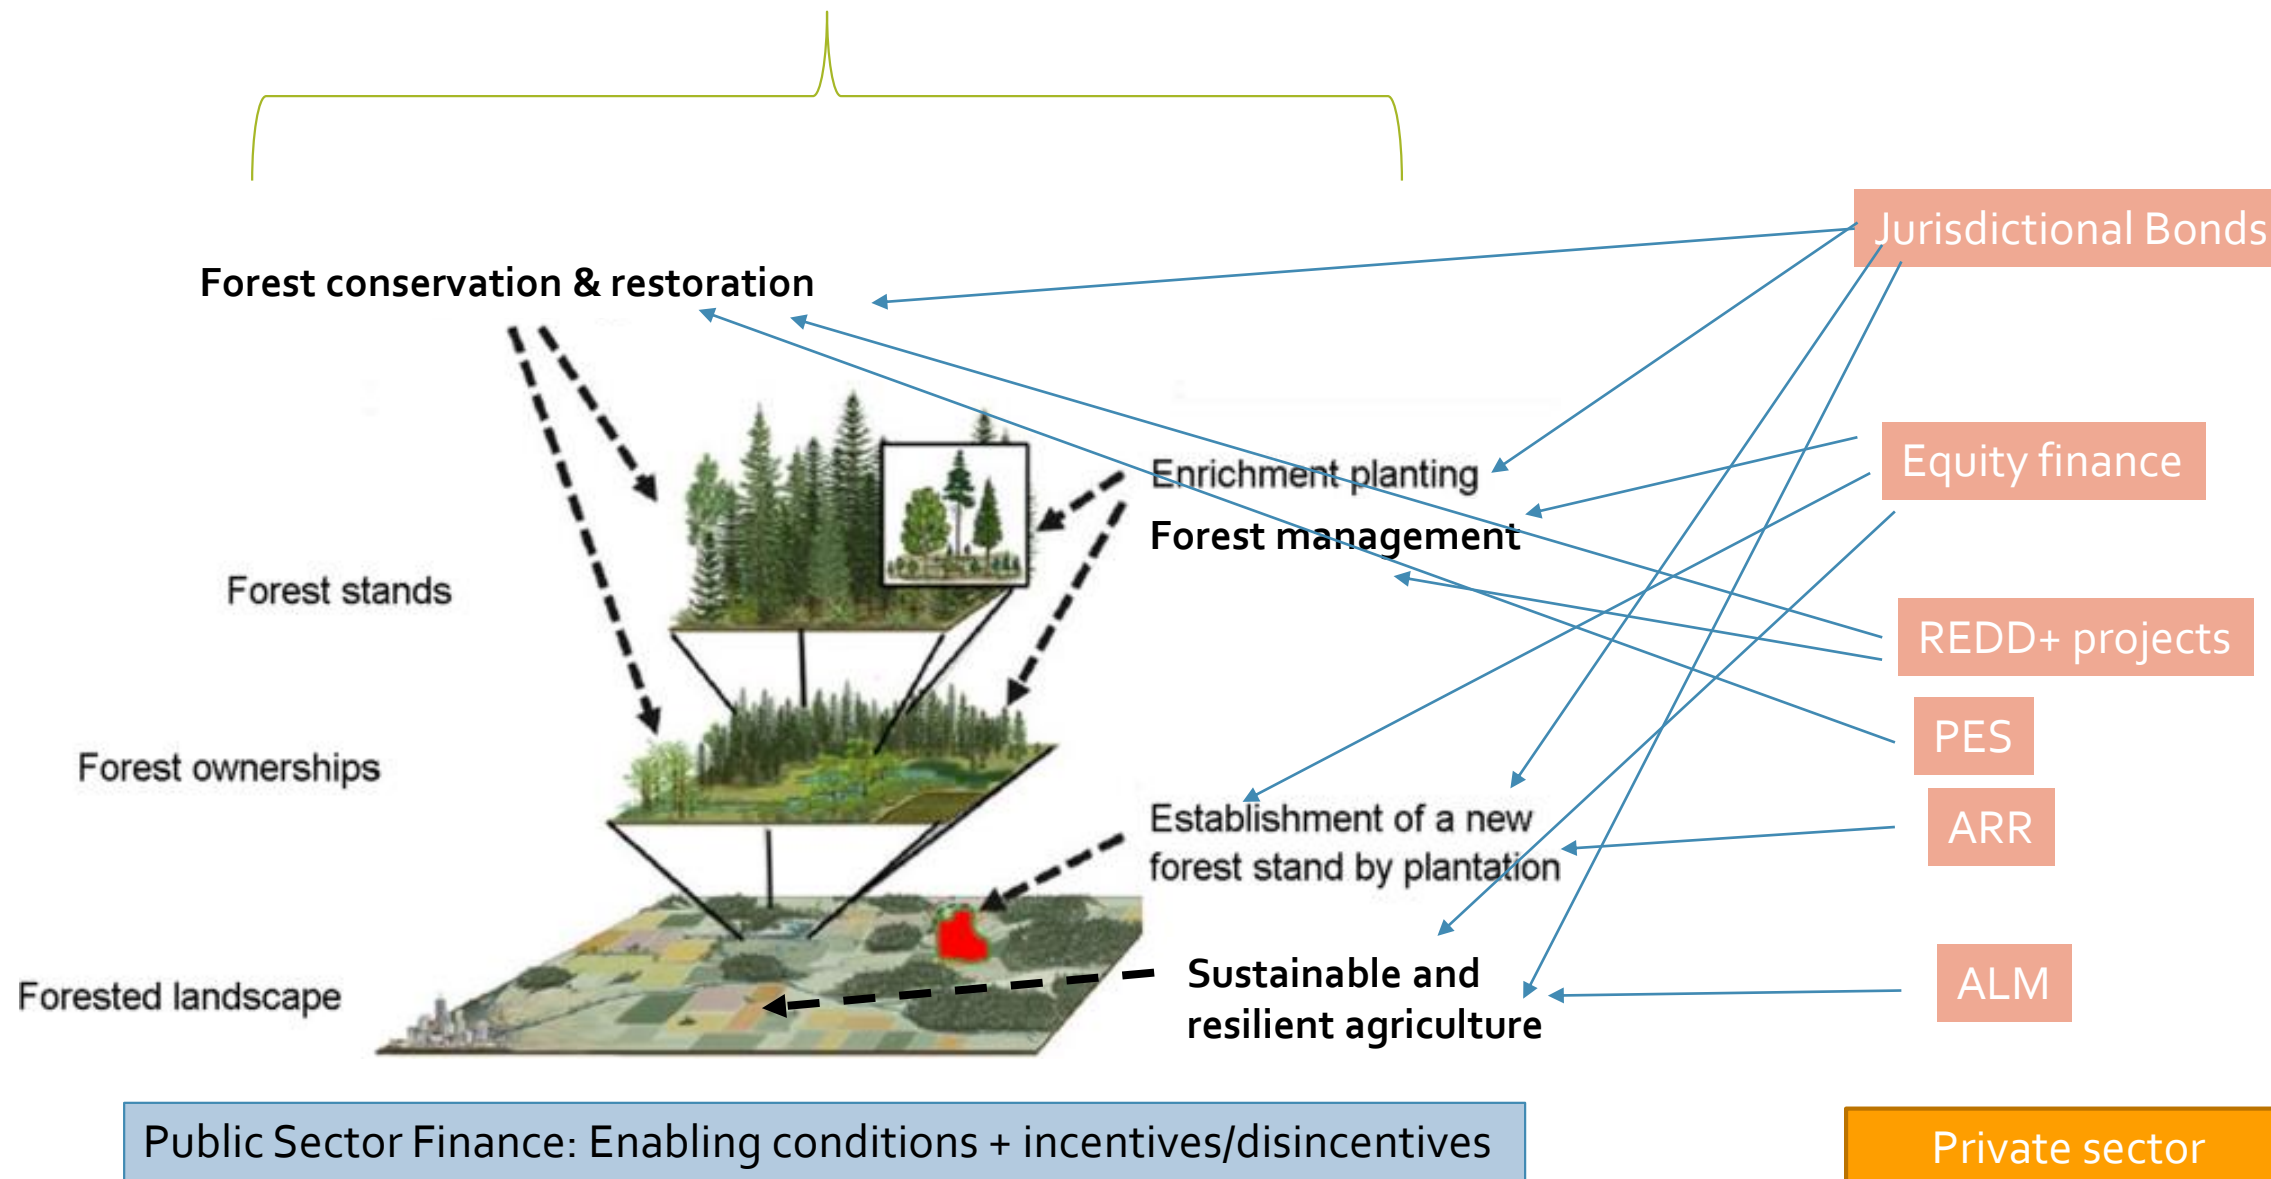 Jurisdictional Bonds
Forest conservation & restoration
Equity finance
Enrichment planting
Forest management
Forest stands
REDD+ projects
PES
Forest ownerships
Establishment of a new
forest stand by plantation
ARR
Sustainable and
resilient agriculture
ALM
Forested landscape
Public Sector Finance: Enabling conditions + incentives/disincentives
Private sector